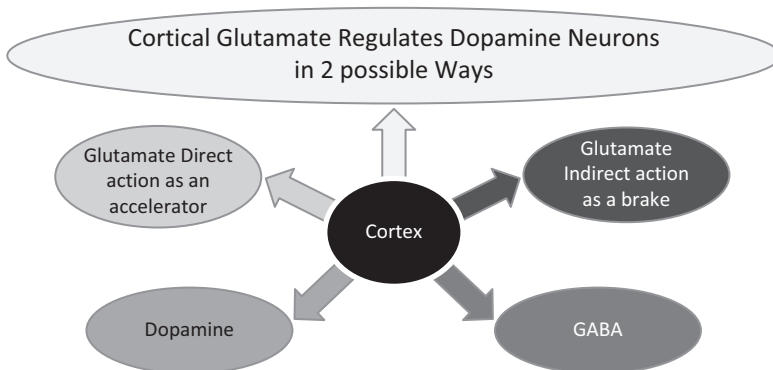 Cortical Glutamate Regulates Dopamine Neurons
in 2 possible Ways
Glutamate Direct
action as an
accelerator
Glutamate
Indirect action
as a brake
Cortex
Dopamine
GABA